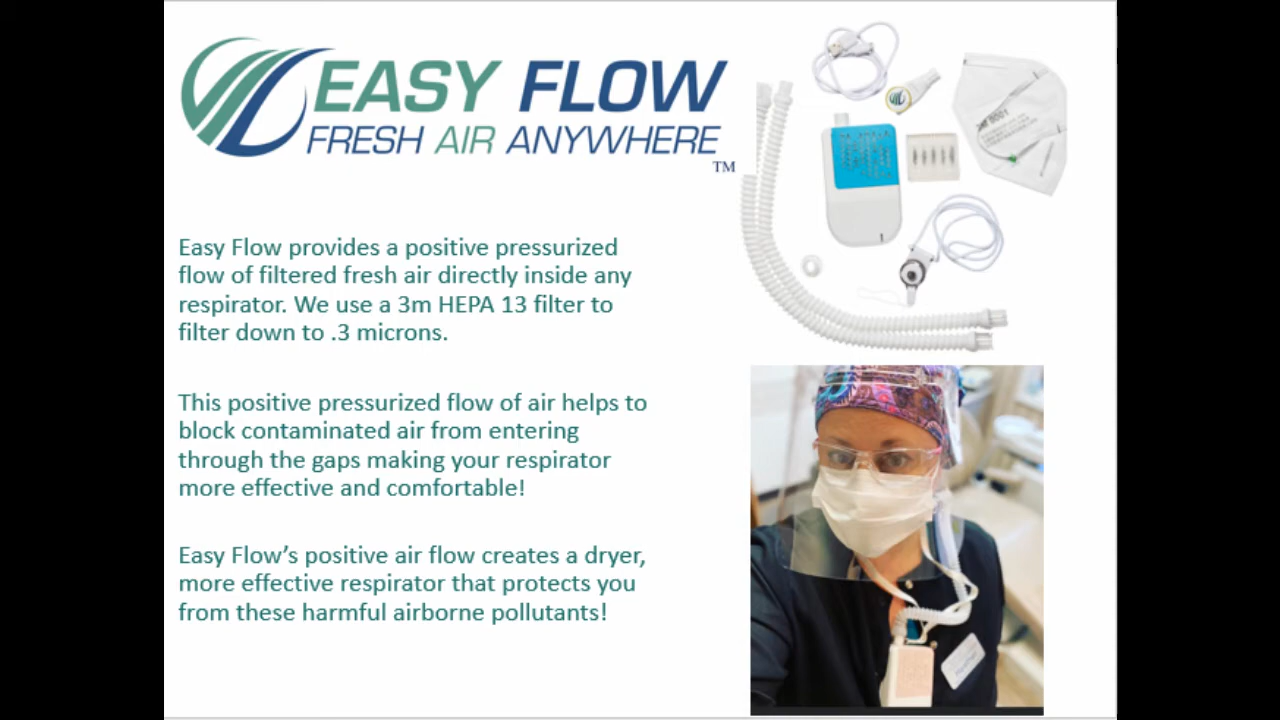 EASY FLOW
FRESH AIR ANYWHERE
TM
Easy Flow provides a positive pressurized
flow of filtered fresh air directly inside any
respirator. We use a 3m HEPA 13 filter to
filter down to .3 microns.
This positive pressurized flow of air helps to
block contaminated air from entering
through the gaps making your respirator
more effective and comfortable!
Easy Flow’s positive air flow creates a dryer,
more effective respirator that protects you
from these harmful airborne pollutants!
1